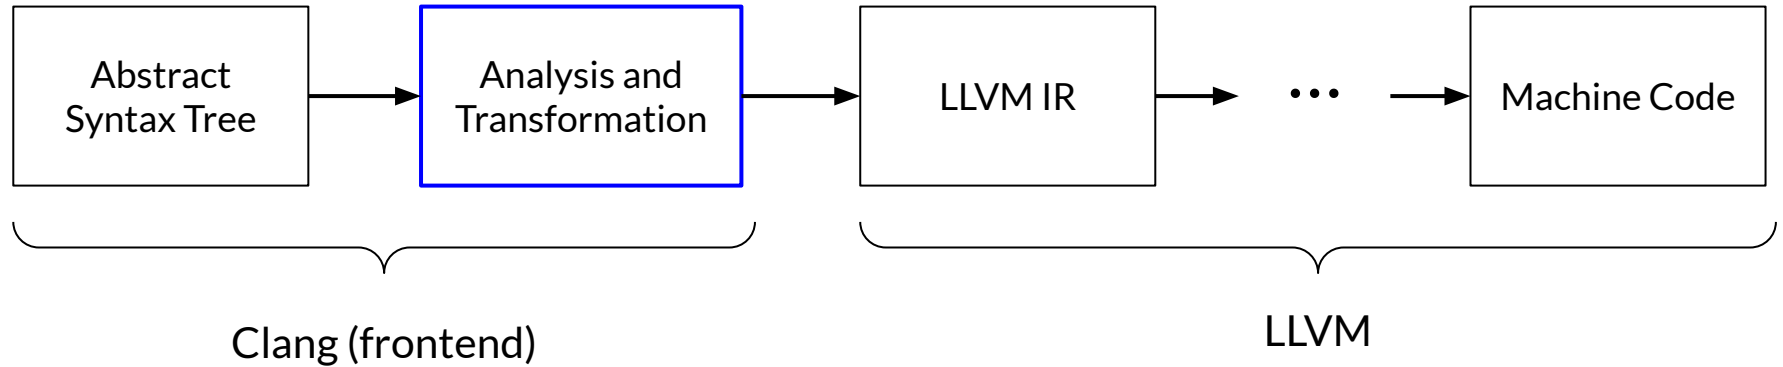 Abstract
Syntax Tree
Analysis and
Transformation
LLVM IR
...
Machine Code
Clang (frontend)
LLVM